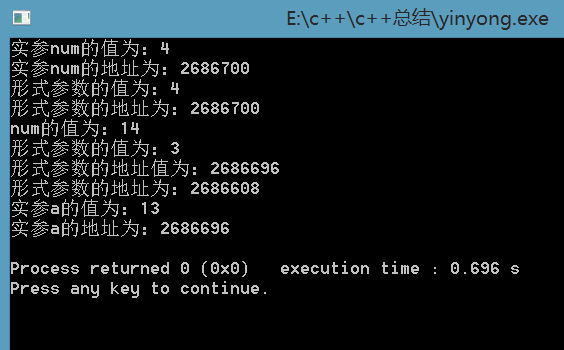 E:\c++\c++总结\yinyong.exe
实参num的值为：4
实参num的地址为：2686700
形式参数的值为：4
形式参数的地址为：2686700
num的值为：14
形式参数的值为：3
形式参数的地址值为：2686696
形式参数的地址为：2686608
实参a的值为：13
实参a的地址为：2686696
Process returned 0 (0x0)   execution time : 0.696 s
Press any key to continue.